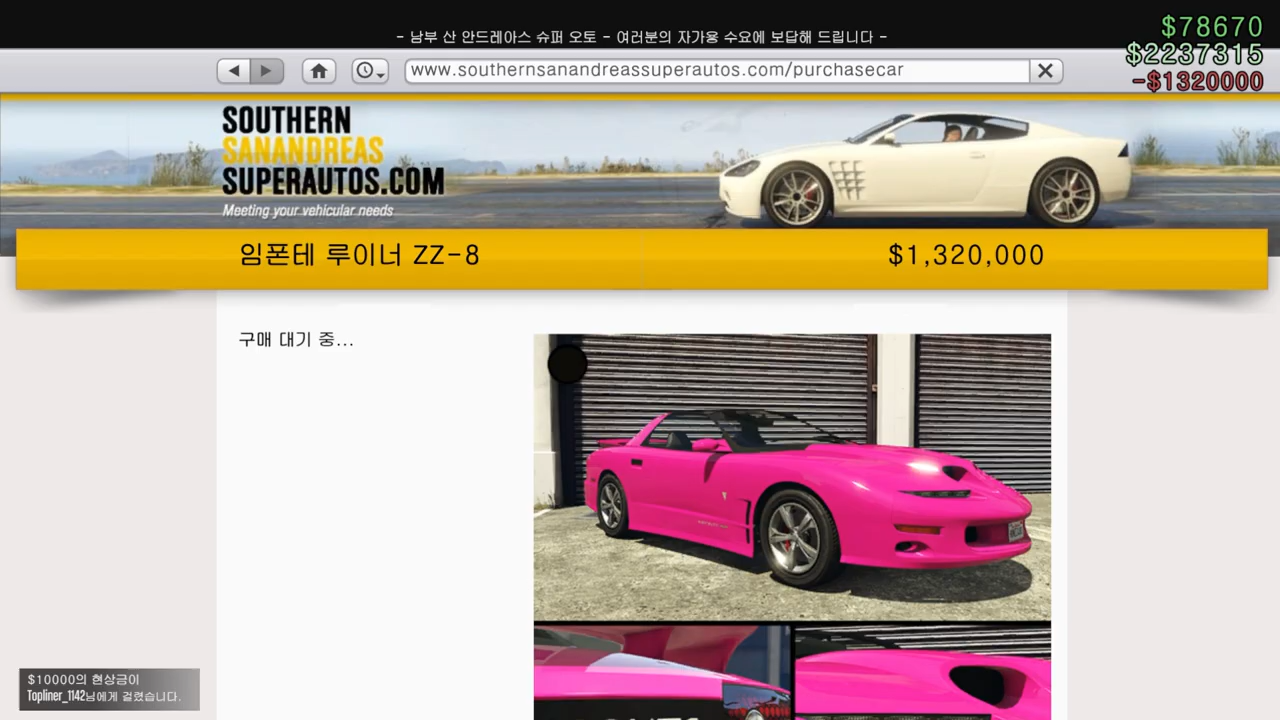 - 남부 산 안드레아스 슈퍼 오토 - 여러분의 자가용 수요에 보답해 드립니다 -
$78670
$2237315
-$1320000
www.southernsanandreassuperautos.com/purchasecar
SOUTHERN
SANANDREAS
SUPERAUTOS.COM
Meeting your vehicular needs
임폰테 루이너 ZZ-8
$1,320,000
구매 대기 중...
$10000의 현상금이
Topliner_1142님에게 걸렸습니다.